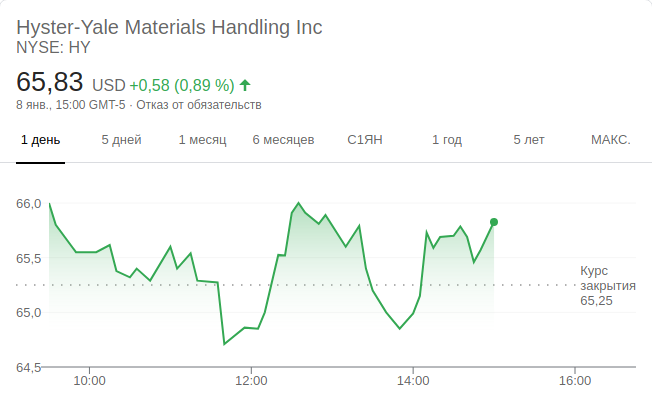 Hyster-Yale Materials Handling Inc
NYSE: HY
65,83 USD +0,58 (0,89 %)
8 янв., 15:00 GMT-5 · Отказ от обязательств
1 день 5 дней 1 месяц 6 месяцев С1ЯН 1 год 5 лет МАКС.
66,0
65,5
Курс
закрытия
65,25
65,0
64,5
10:00 12:00 14:00 16:00